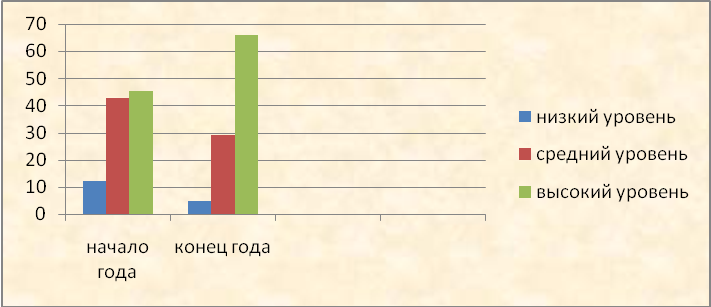 70
60
50
40
30
20
10
0
начало года
конец года
низкий уровень
средний уровень
высокий уровень